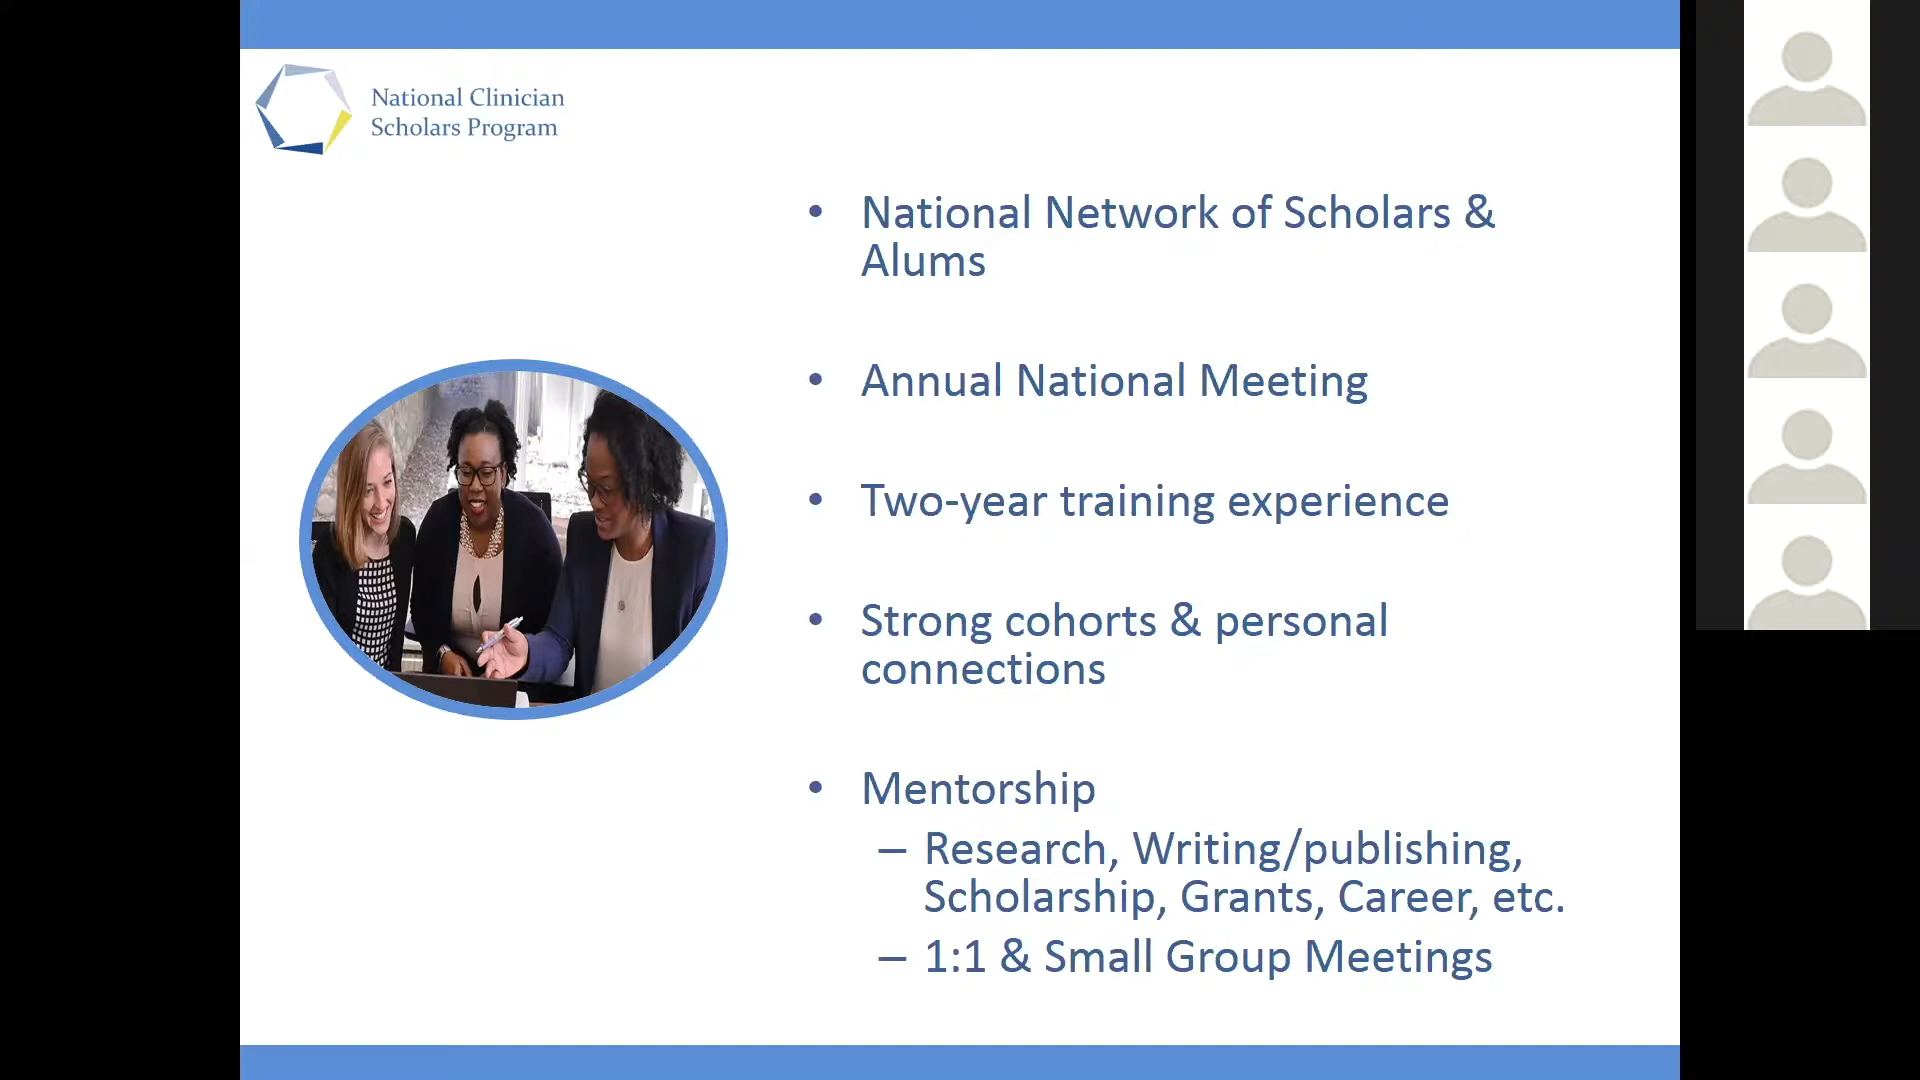 National Clinician
Scholars Program
• National Network of Scholars &
Alums
• Annual National Meeting
• Two-year training experience
• Strong cohorts & personal
connections
• Mentorship
– Research, Writing/publishing,
Scholarship, Grants, Career, etc.
– 1:1 & Small Group Meetings